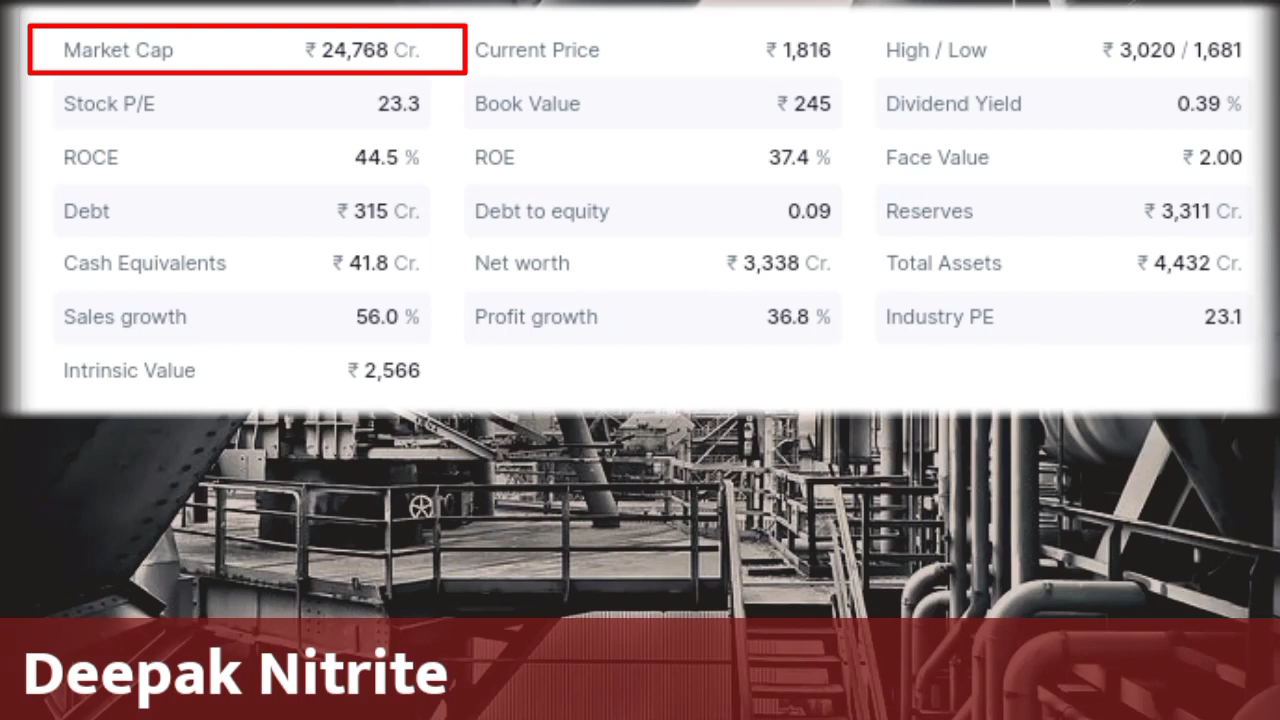 Market Cap ₹ 24,768 Cr. Current Price ₹ 1,816 High / Low ₹ 3,020 / 1,681
Stock P/E 23.3 Book Value ₹ 245 Dividend Yield 0.39 %
ROCE 44.5 % ROE 37.4 % Face Value ₹ 2.00
Debt ₹ 315 Cr. Debt to equity 0.09 Reserves ₹ 3,311 Cr.
Cash Equivalents ₹ 41.8 Cr. Net worth ₹ 3,338 Cr. Total Assets ₹ 4,432 Cr.
Sales growth 56.0 % Profit growth 36.8 % Industry PE 23.1
Intrinsic Value ₹ 2,566
Deepak Nitrite